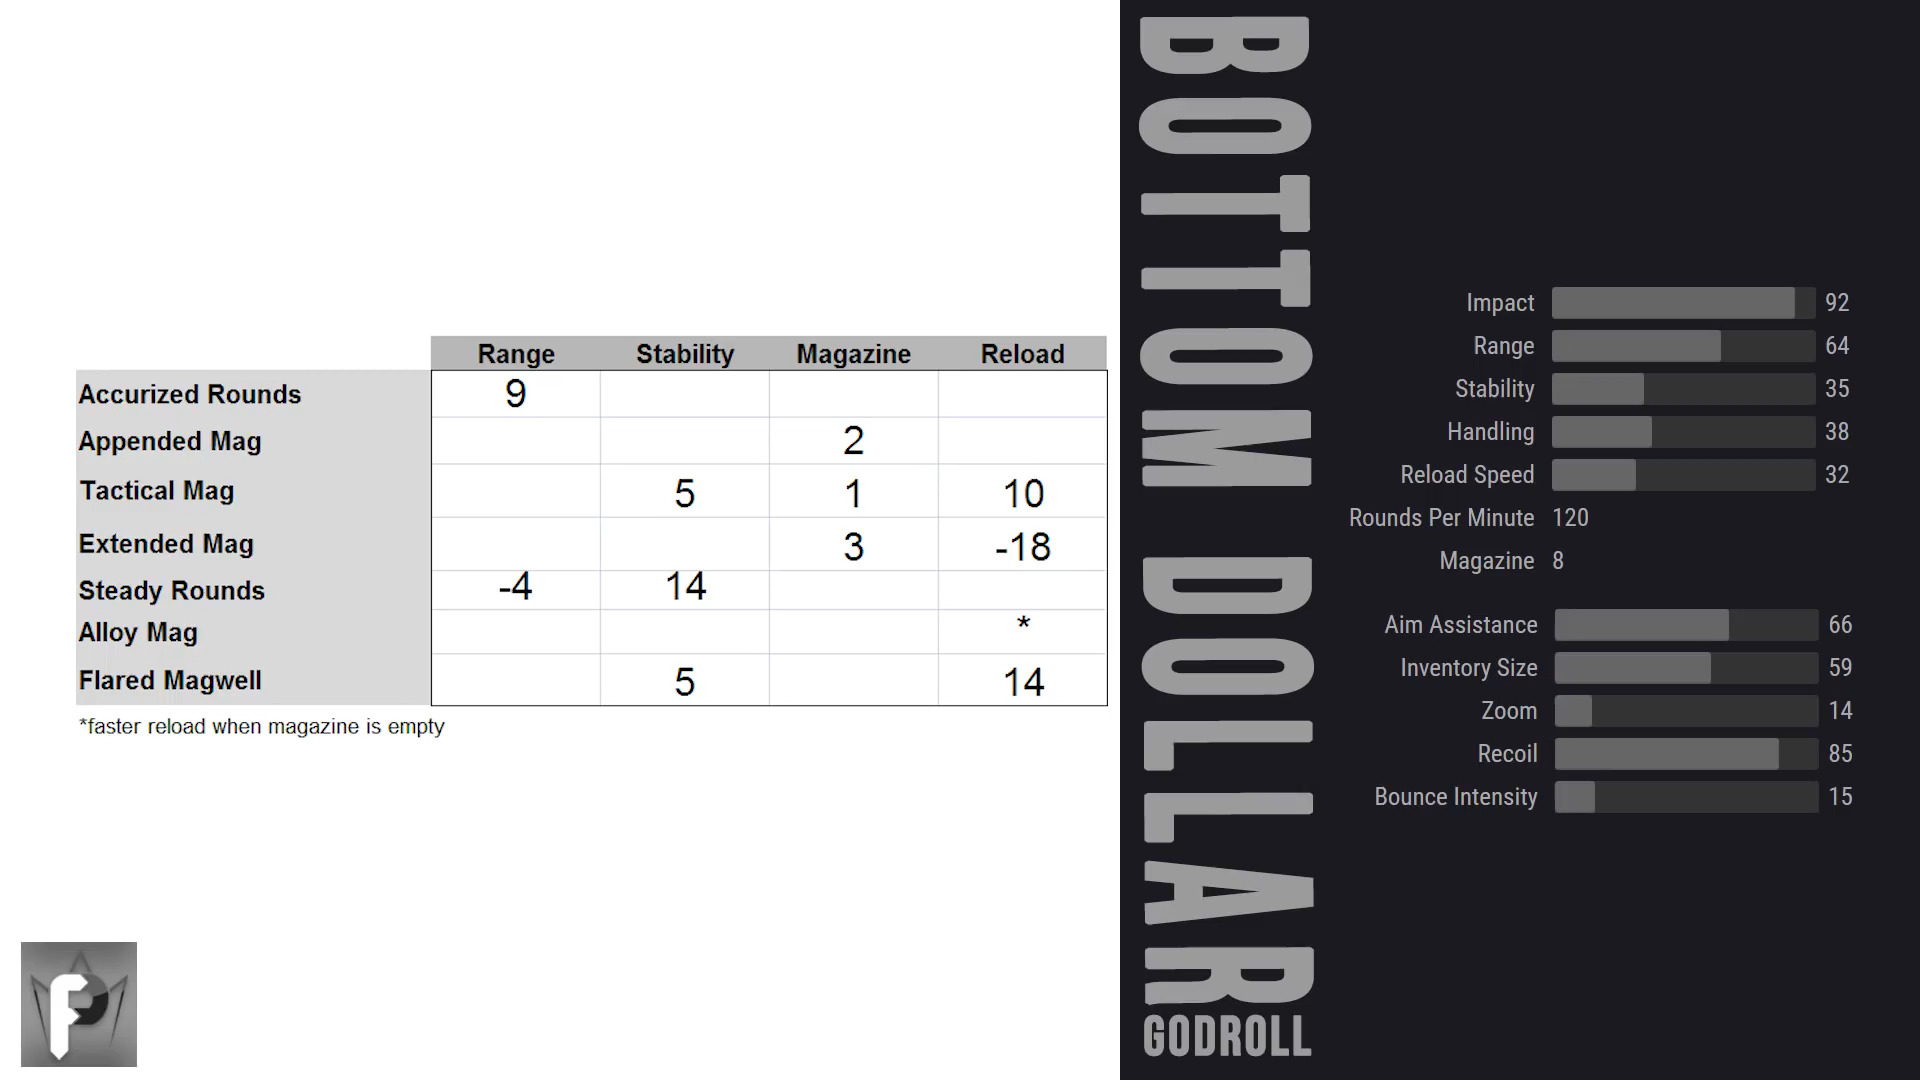 Range Stability Magazine Reload
Accurized Rounds 9
Appended Mag 2
Tactical Mag 5 1 10
Extended Mag 3 -18
Steady Rounds -4 14
Alloy Mag *
Flared Magwell 5 14
*faster reload when magazine is empty
BOTTOM DOLLAR
GODROLL
Impact 92
Range 64
Stability 35
Handling 38
Reload Speed 32
Rounds Per Minute 120
Magazine 8
Aim Assistance 66
Inventory Size 59
Zoom 14
Recoil 85
Bounce Intensity 15